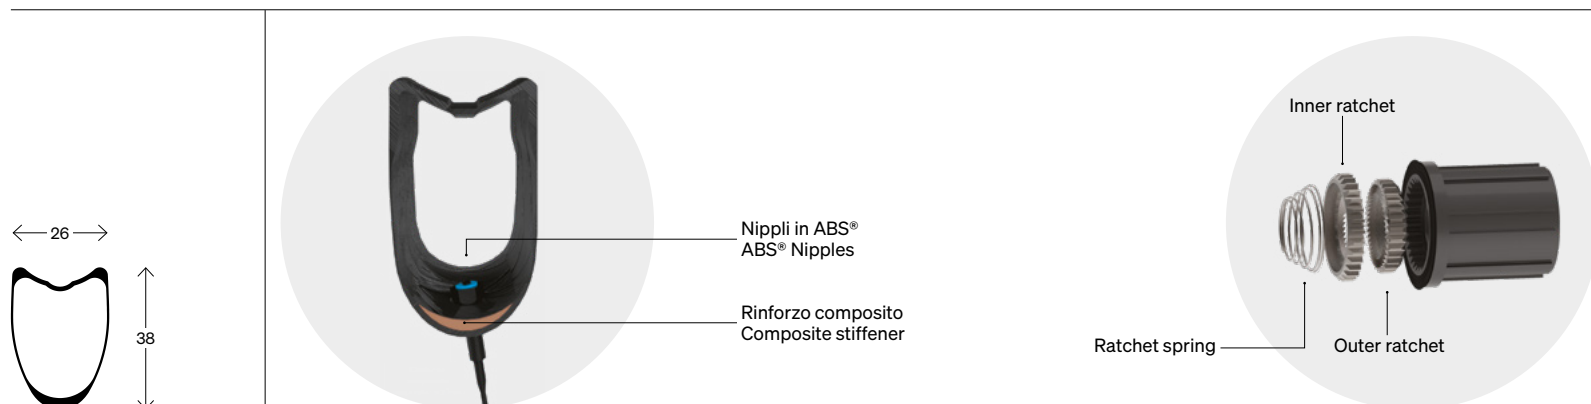 26
38
Nippli in ABS®
ABS® Nipples
Rinforzo composito
Composite stiffener
Inner ratchet
Ratchet spring
Outer ratchet